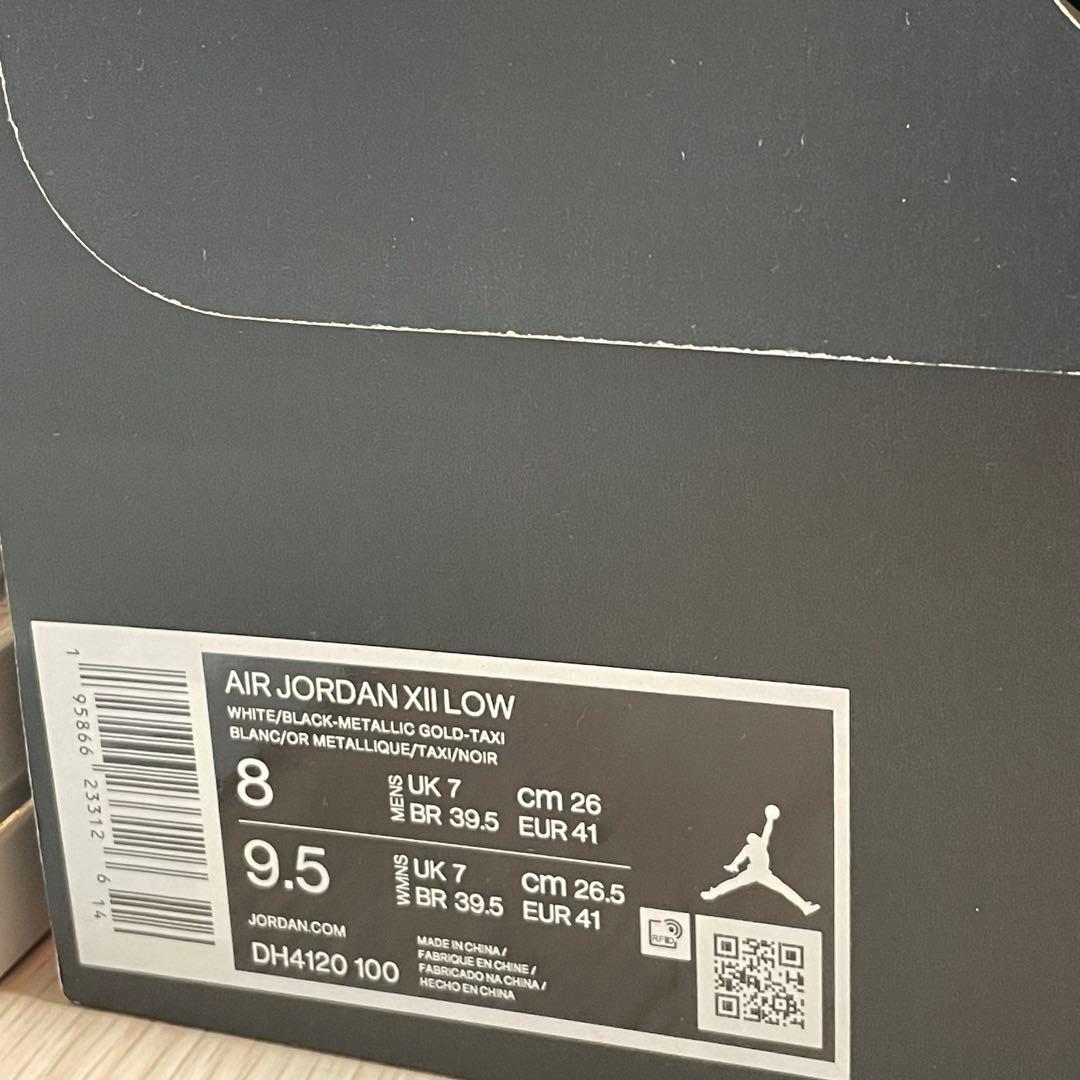 AIR JORDAN XII LOW
WHITE/BLACK-METALLIC GOLD-TAXI
BLANC/OR METALLIQUE/TAXI/NOIR
8 MENS UK 7 cm 26
BR 39.5 EUR 41
9.5 WMNS UK 7 cm 26.5
BR 39.5 EUR 41
JORDAN.COM
DH4120 100
MADE IN CHINA /
FABRIQUE EN CHINE /
FABRICADO NA CHINA /
HECHO EN CHINA
RFID
1 95866 23312 6 14